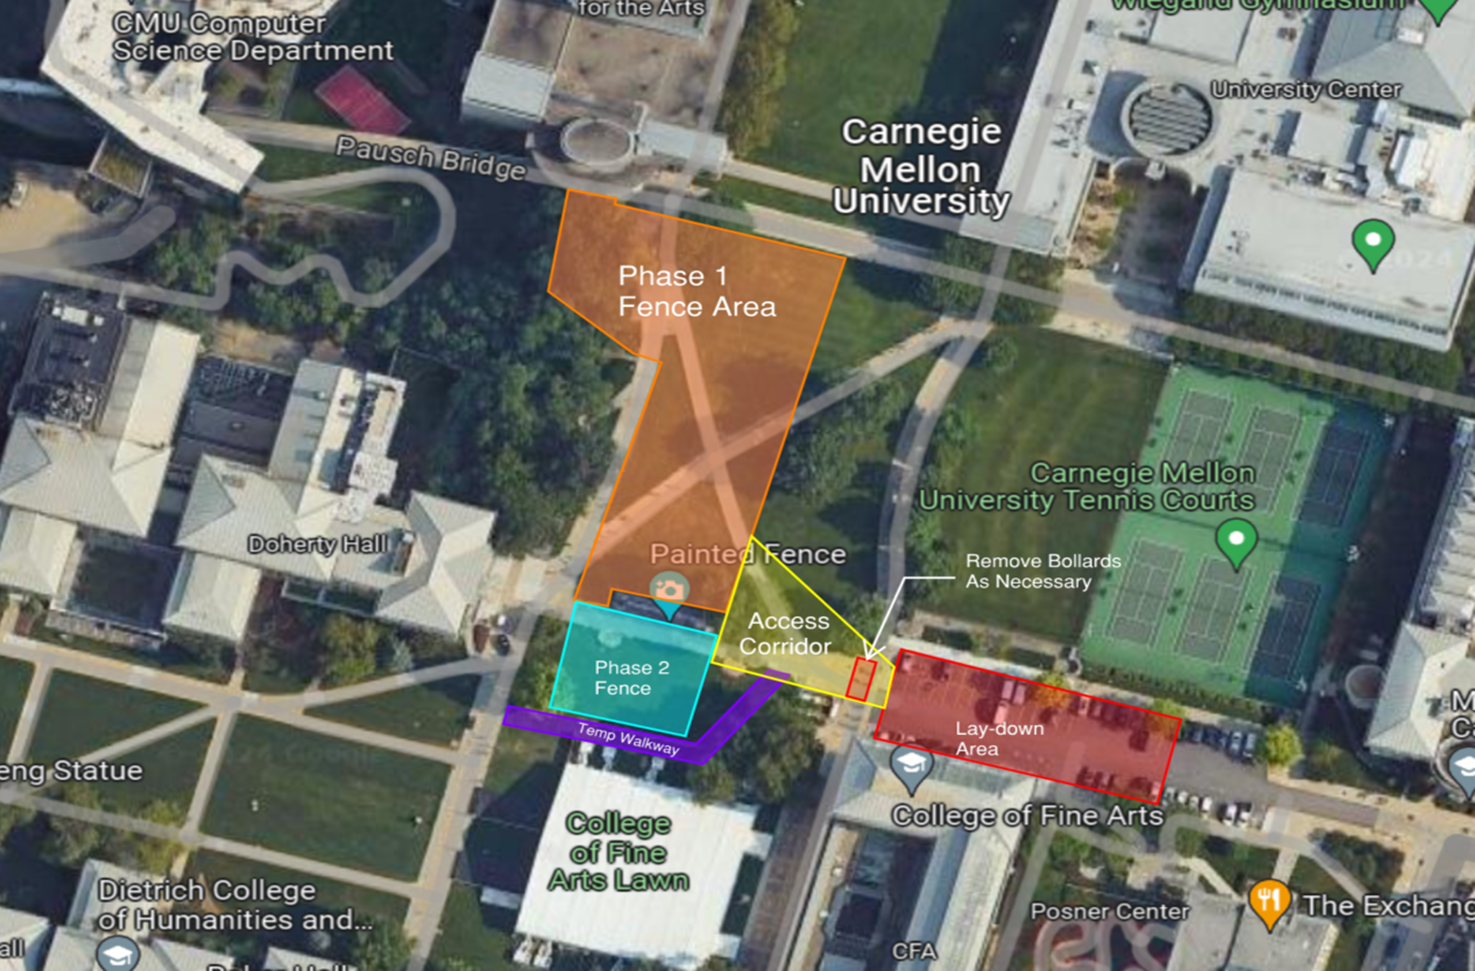 for the Arts
Wiegand Gymnasium
CMU Computer
Science Department
University Center
Carnegie
Mellon
University
Pausch Bridge
Phase 1
Fence Area
Carnegie Mellon
University Tennis Courts
Doherty Hall
Painted Fence
Remove Bollards
As Necessary
Access
Corridor
Phase 2
Fence
Temp Walkway
Lay-down
Area
eng Statue
College of Fine Arts
College
of Fine
Arts Lawn
Dietrich College
of Humanities and...
Posner Center
The Exchang
all
CFA